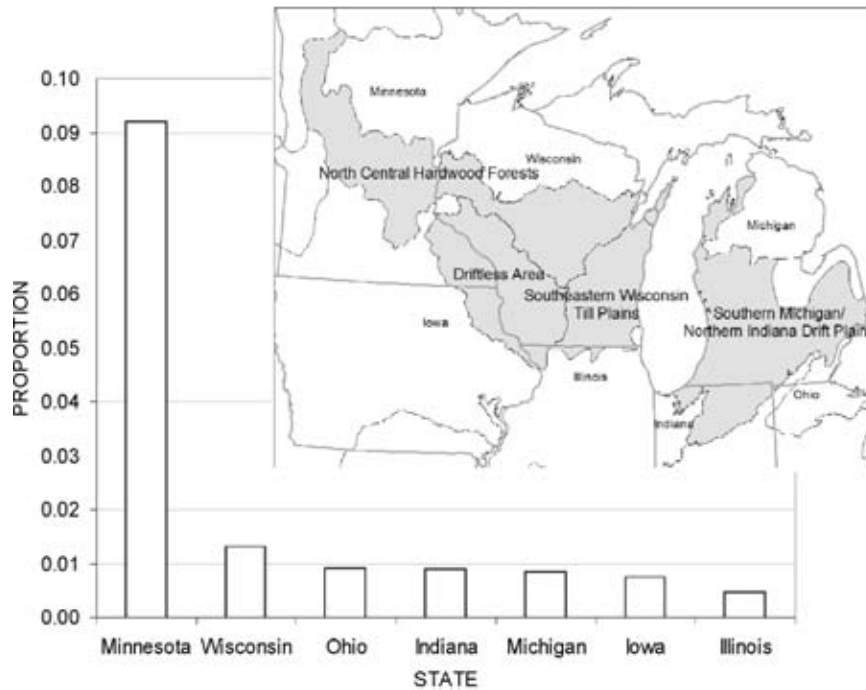 0.10
0.09
0.08
0.07
0.06
0.05
0.04
0.03
0.02
0.01
0.00
PROPORTION
Minnesota
Wisconsin
North Central Hardwood Forests
Michigan
Driftless Area
Southeastern Wisconsin
Till Plains
Iowa
Southern Michigan/
Northern Indiana Drift Plain
Illinois
Ohio
Indiana
Minnesota Wisconsin Ohio Indiana Michigan Iowa Illinois
STATE